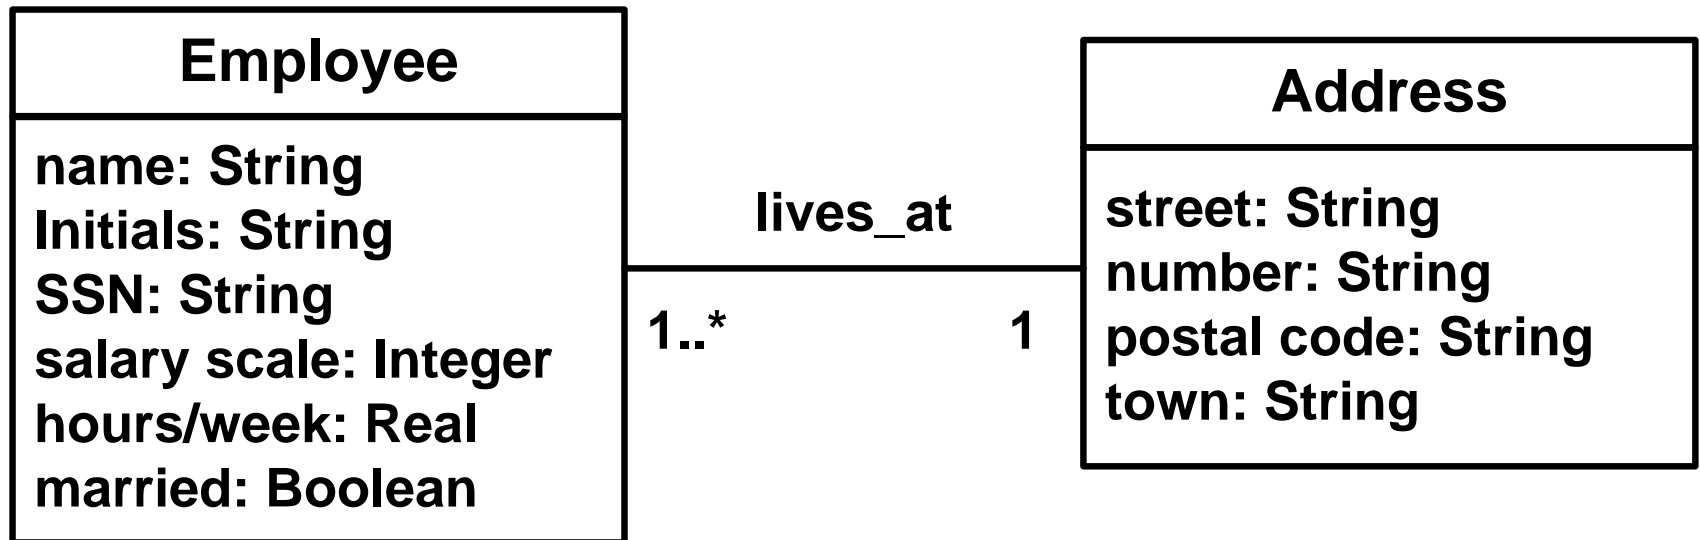 Employee
name: String
Initials: String
SSN: String
salary scale: Integer
hours/week: Real
married: Boolean
lives_at
1..*
1
Address
street: String
number: String
postal code: String
town: String